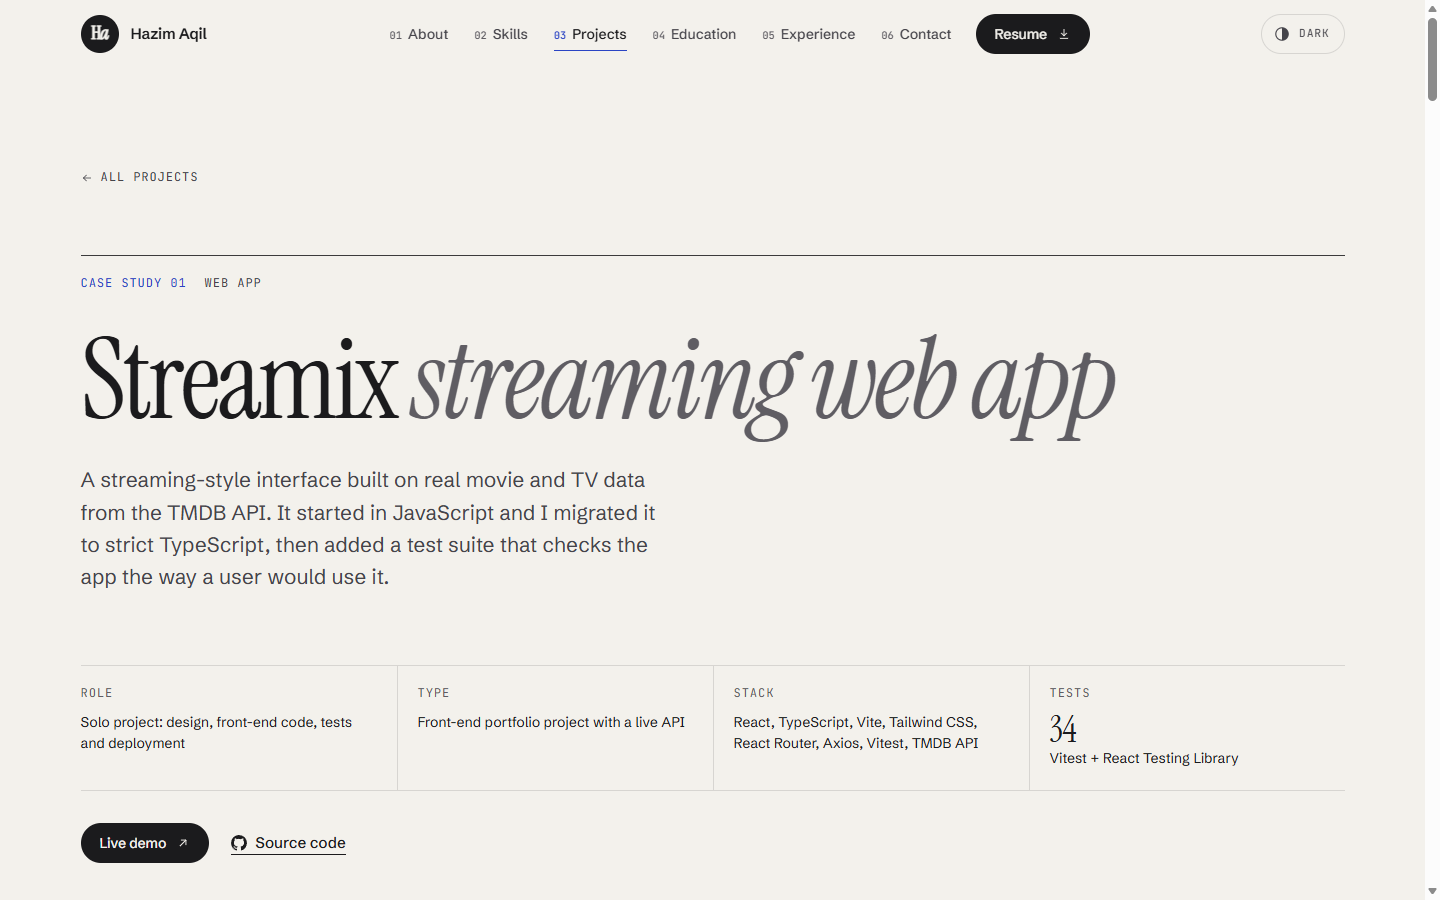 Ha Hazim Aqil
01 About 02 Skills 03 Projects 04 Education 05 Experience 06 Contact Resume DARK
← ALL PROJECTS
CASE STUDY 01 WEB APP
Streamix streaming web app
A streaming-style interface built on real movie and TV data
from the TMDB API. It started in JavaScript and I migrated it
to strict TypeScript, then added a test suite that checks the
app the way a user would use it.
ROLE
Solo project: design, front-end code, tests
and deployment
TYPE
Front-end portfolio project with a live API
STACK
React, TypeScript, Vite, Tailwind CSS,
React Router, Axios, Vitest, TMDB API
TESTS
34
Vitest + React Testing Library
Live demo ↗ Source code